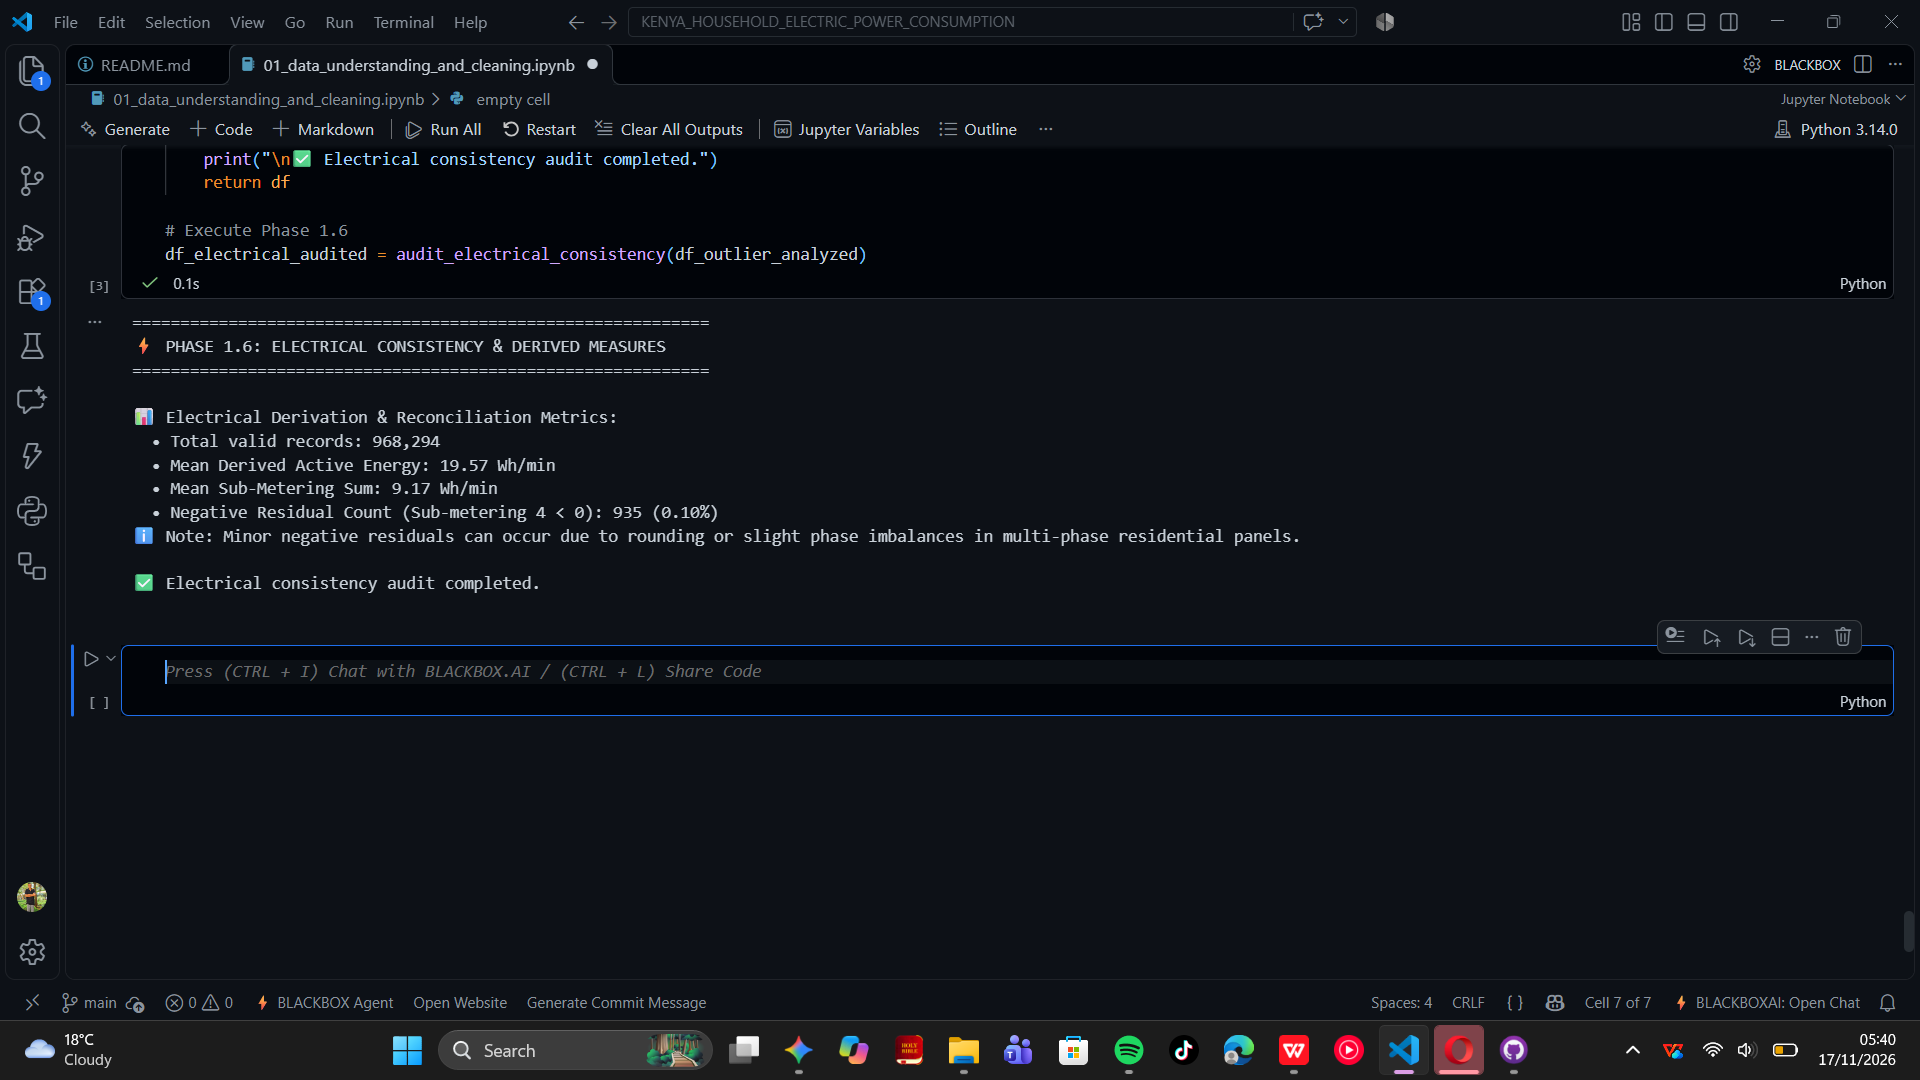 File Edit Selection View Go Run Terminal Help
KENYA_HOUSEHOLD_ELECTRIC_POWER_CONSUMPTION
README.md
01_data_understanding_and_cleaning.ipynb
BLACKBOX
01_data_understanding_and_cleaning.ipynb > empty cell
Jupyter Notebook
Generate + Code + Markdown Run All Restart Clear All Outputs Jupyter Variables Outline ...
Python 3.14.0
print("\n✅ Electrical consistency audit completed.")
return df
# Execute Phase 1.6
df_electrical_audited = audit_electrical_consistency(df_outlier_analyzed)
[3]
0.1s
Python
============================================================
⚡ PHASE 1.6: ELECTRICAL CONSISTENCY & DERIVED MEASURES
============================================================
📊 Electrical Derivation & Reconciliation Metrics:
• Total valid records: 968,294
• Mean Derived Active Energy: 19.57 Wh/min
• Mean Sub-Metering Sum: 9.17 Wh/min
• Negative Residual Count (Sub-metering 4 < 0): 935 (0.10%)
ℹ️ Note: Minor negative residuals can occur due to rounding or slight phase imbalances in multi-phase residential panels.
✅ Electrical consistency audit completed.
Press (CTRL + I) Chat with BLACKBOX.AI / (CTRL + L) Share Code
[ ]
Python
1
1
main
0 0
BLACKBOX Agent
Open Website
Generate Commit Message
Spaces: 4
CRLF
{ }
Cell 7 of 7
BLACKBOXAI: Open Chat
18°C
Cloudy
Search
HOLY BIBLE
05:40
17/11/2026